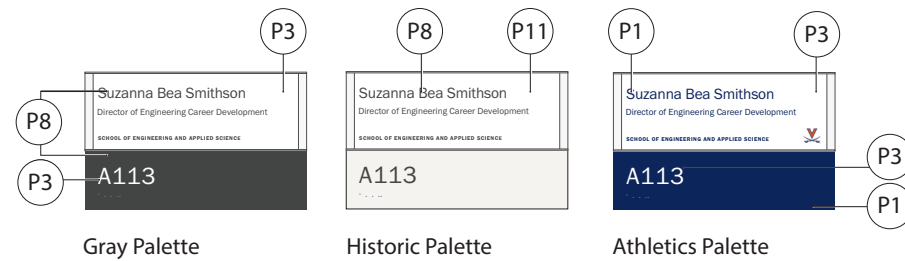 P3
P8
P11
P1
P3
Suzanna Bea Smithson
Director of Engineering Career Development
SCHOOL OF ENGINEERING AND APPLIED SCIENCE
P8
A113
P3
Gray Palette
Suzanna Bea Smithson
Director of Engineering Career Development
SCHOOL OF ENGINEERING AND APPLIED SCIENCE
A113
Historic Palette
Suzanna Bea Smithson
Director of Engineering Career Development
SCHOOL OF ENGINEERING AND APPLIED SCIENCE
A113
P3
P1
Athletics Palette